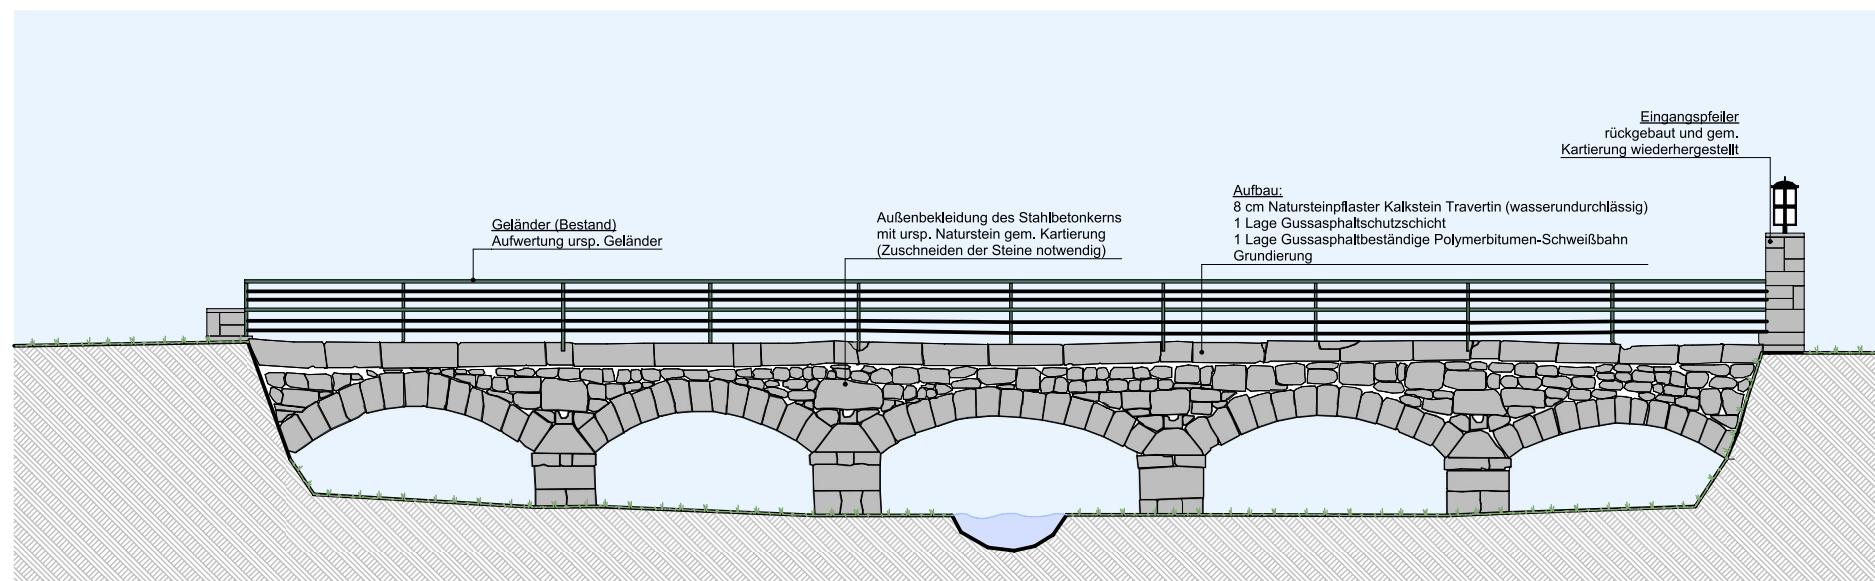 Eingangspfeiler
rückgebaut und gem.
Kartierung wiederhergestellt
Aufbau:
8 cm Natursteinpflaster Kalkstein Travertin (wasserundurchlässig)
1 Lage Gussasphaltschutzschicht
1 Lage Gussasphaltbeständige Polymerbitumen-Schweißbahn
Grundierung
Außenbekleidung des Stahlbetonkerns
mit ursp. Naturstein gem. Kartierung
(Zuschneiden der Steine notwendig)
Geländer (Bestand)
Aufwertung ursp. Geländer